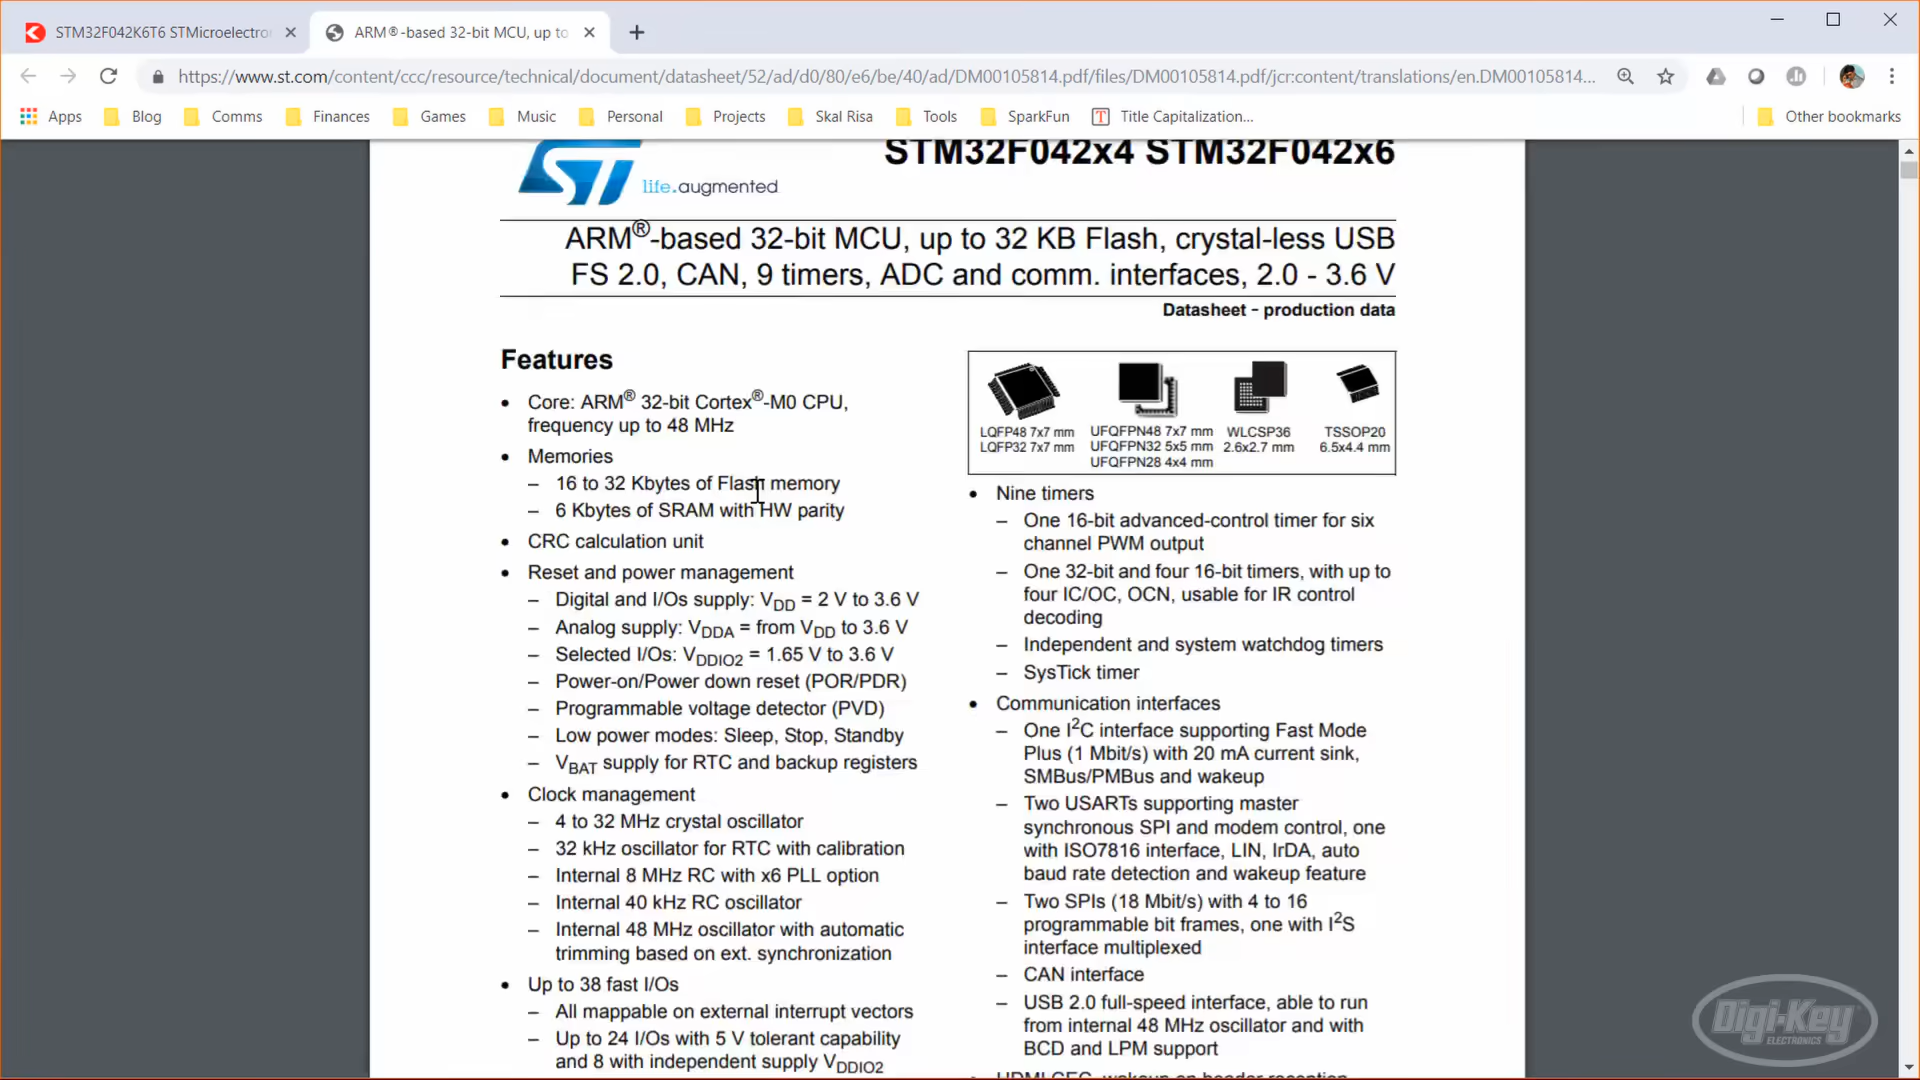 STM32F042K6T6 STMicroelectro
ARM®-based 32-bit MCU, up to
https://www.st.com/content/ccc/resource/technical/document/datasheet/52/ad/d0/80/e6/be/40/ad/DM00105814.pdf/files/DM00105814.pdf/jcr:content/translations/en.DM00105814...
Apps Blog Comms Finances Games Music Personal Projects Skal Risa Tools SparkFun Title Capitalization... Other bookmarks
life.augmented
STM32F042x4 STM32F042x6
ARM®-based 32-bit MCU, up to 32 KB Flash, crystal-less USB
FS 2.0, CAN, 9 timers, ADC and comm. interfaces, 2.0 - 3.6 V
Datasheet - production data
Features
• Core: ARM® 32-bit Cortex®-M0 CPU,
frequency up to 48 MHz
• Memories
– 16 to 32 Kbytes of Flash memory
– 6 Kbytes of SRAM with HW parity
• CRC calculation unit
• Reset and power management
– Digital and I/Os supply: VDD = 2 V to 3.6 V
– Analog supply: VDDA = from VDD to 3.6 V
– Selected I/Os: VDDIO2 = 1.65 V to 3.6 V
– Power-on/Power down reset (POR/PDR)
– Programmable voltage detector (PVD)
– Low power modes: Sleep, Stop, Standby
– VBAT supply for RTC and backup registers
• Clock management
– 4 to 32 MHz crystal oscillator
– 32 kHz oscillator for RTC with calibration
– Internal 8 MHz RC with x6 PLL option
– Internal 40 kHz RC oscillator
– Internal 48 MHz oscillator with automatic
trimming based on ext. synchronization
• Up to 38 fast I/Os
– All mappable on external interrupt vectors
– Up to 24 I/Os with 5 V tolerant capability
and 8 with independent supply VDDIO2
LQFP48 7x7 mm UFQFPN48 7x7 mm WLCSP36 TSSOP20
LQFP32 7x7 mm UFQFPN32 5x5 mm 2.6x2.7 mm 6.5x4.4 mm
UFQFPN28 4x4 mm
• Nine timers
– One 16-bit advanced-control timer for six
channel PWM output
– One 32-bit and four 16-bit timers, with up to
four IC/OC, OCN, usable for IR control
decoding
– Independent and system watchdog timers
– SysTick timer
• Communication interfaces
– One I2C interface supporting Fast Mode
Plus (1 Mbit/s) with 20 mA current sink,
SMBus/PMBus and wakeup
– Two USARTs supporting master
synchronous SPI and modem control, one
with ISO7816 interface, LIN, IrDA, auto
baud rate detection and wakeup feature
– Two SPIs (18 Mbit/s) with 4 to 16
programmable bit frames, one with I2S
interface multiplexed
– CAN interface
– USB 2.0 full-speed interface, able to run
from internal 48 MHz oscillator and with
BCD and LPM support
Digi-Key
ELECTRONICS